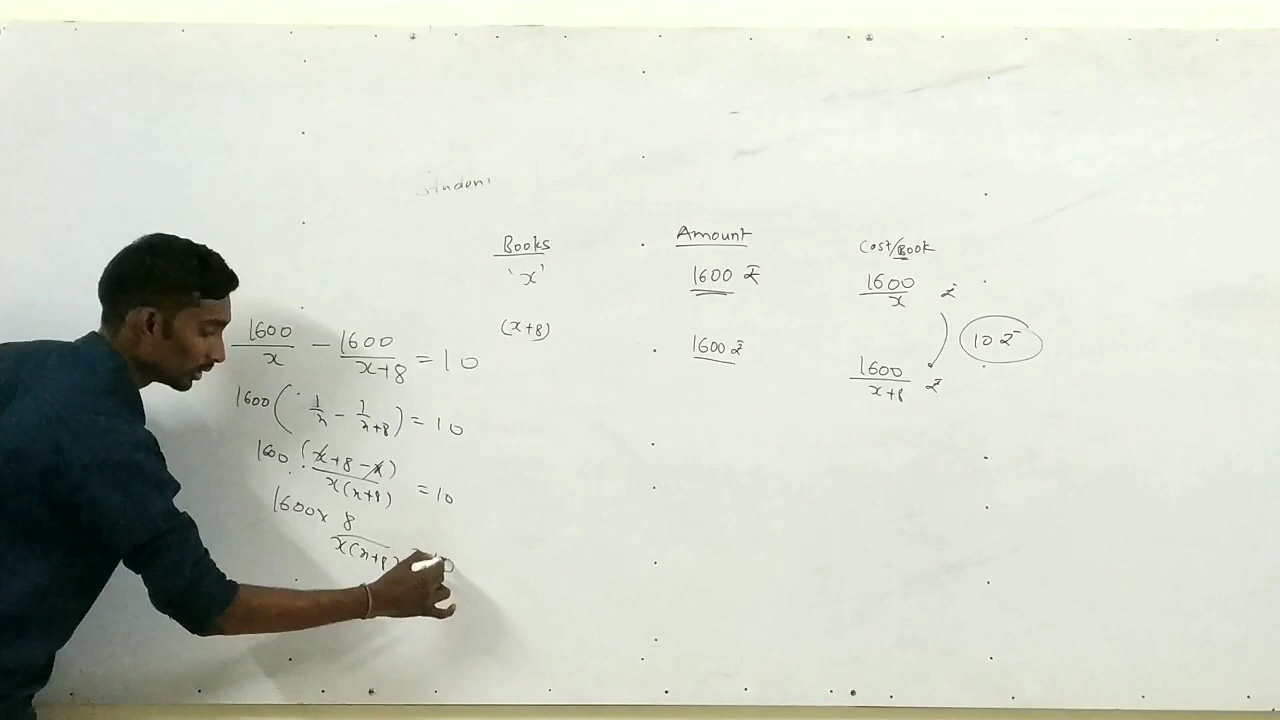 Studen
Books Amount Cost/Book
'x' 1600 ₹ 1600/x ₹
(x+8) 1600 ₹ 1600/x+8 ₹ 10 ₹
1600/x - 1600/x+8 = 10
1600 (1/x - 1/x+8) = 10
1600 (x+8-x)/x(x+8) = 10
1600 x 8/x(x+8)